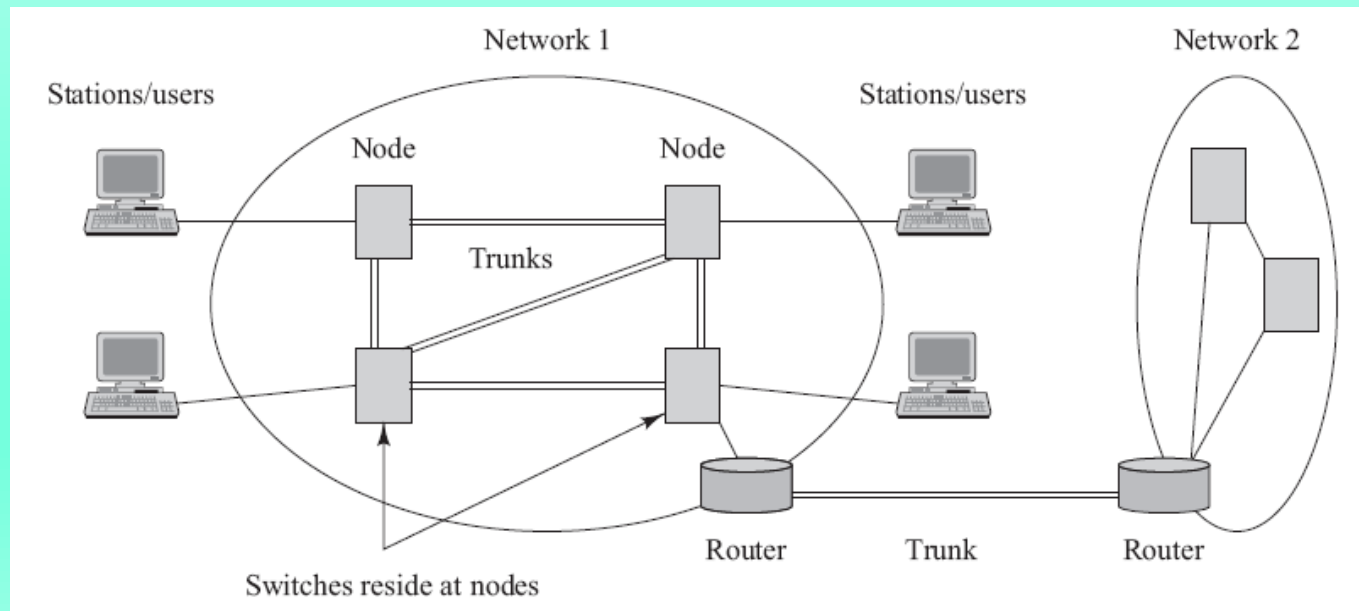 Network 1
Network 2
Stations/users
Stations/users
Node
Node
Trunks
Router
Trunk
Router
Switches reside at nodes